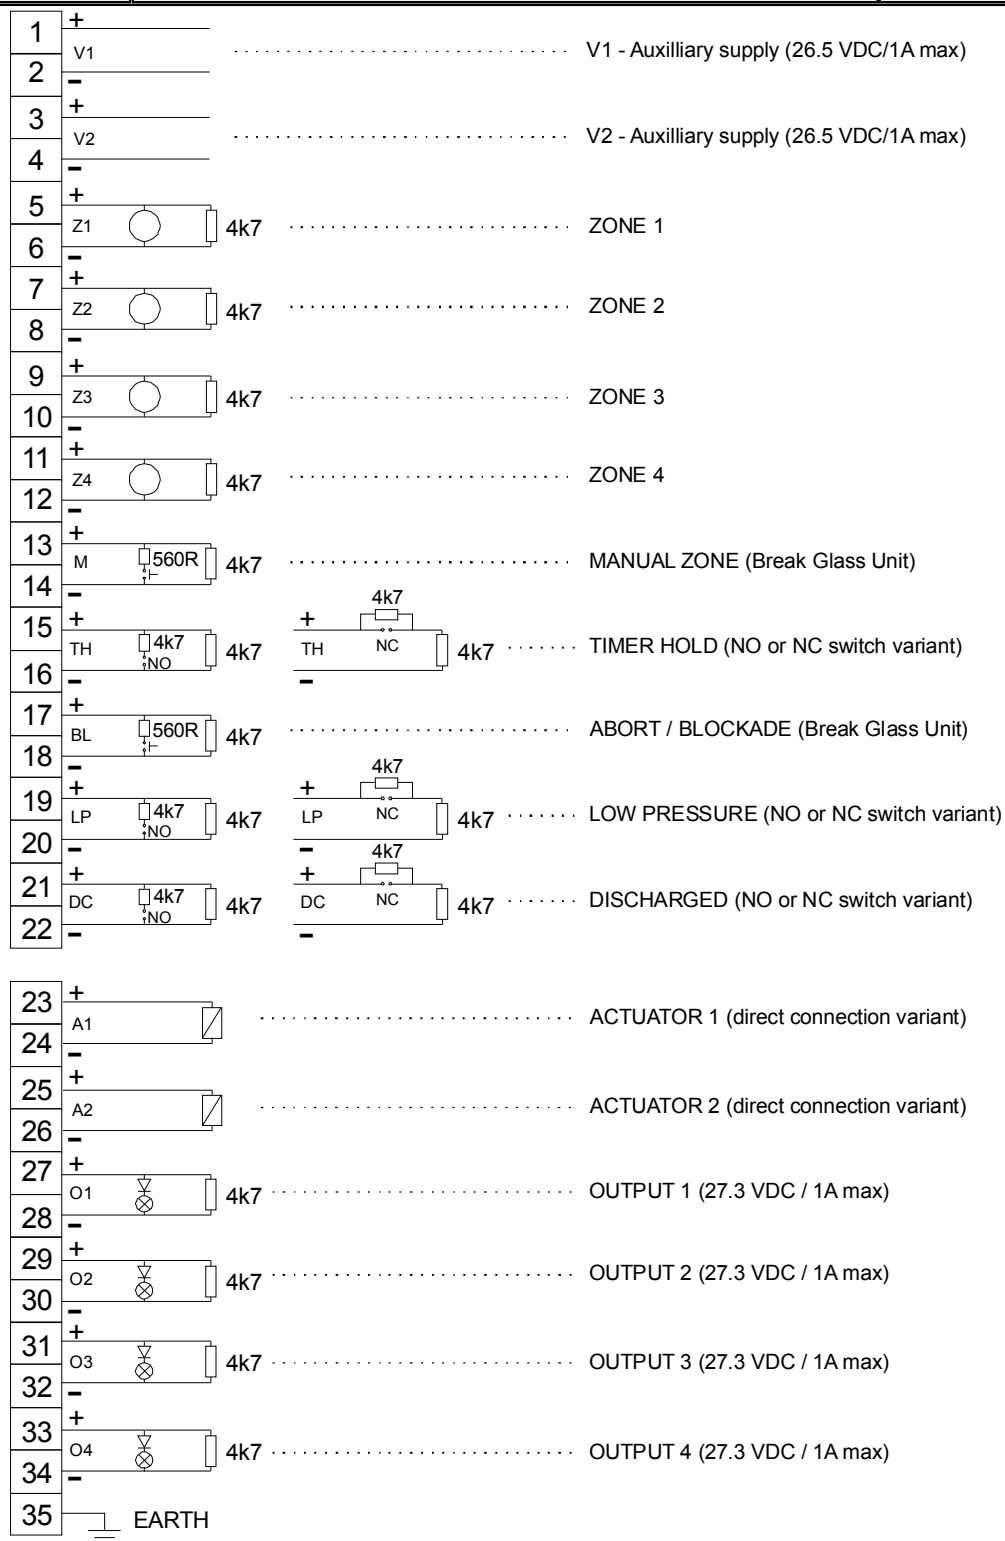 1 +
V1 V1 - Auxilliary supply (26.5 VDC/1A max)
2 -
3 +
V2 V2 - Auxilliary supply (26.5 VDC/1A max)
4 -
5 +
Z1 4k7 ZONE 1
6 -
7 +
Z2 4k7 ZONE 2
8 -
9 +
Z3 4k7 ZONE 3
10 -
11 +
Z4 4k7 ZONE 4
12 -
13 +
M 560R 4k7 MANUAL ZONE (Break Glass Unit)
14 -
4k7
15 + +
TH 4k7 NO 4k7 TH NC 4k7 TIMER HOLD (NO or NC switch variant)
16 - -
17 +
BL 560R 4k7 ABORT / BLOCKADE (Break Glass Unit)
18 -
4k7
19 + +
LP 4k7 NO 4k7 LP NC 4k7 LOW PRESSURE (NO or NC switch variant)
20 - -
4k7
21 + +
DC 4k7 NO 4k7 DC NC 4k7 DISCHARGED (NO or NC switch variant)
22 - -
23 +
A1 ACTUATOR 1 (direct connection variant)
24 -
25 +
A2 ACTUATOR 2 (direct connection variant)
26 -
27 +
O1 4k7 OUTPUT 1 (27.3 VDC / 1A max)
28 -
29 +
O2 4k7 OUTPUT 2 (27.3 VDC / 1A max)
30 -
31 +
O3 4k7 OUTPUT 3 (27.3 VDC / 1A max)
32 -
33 +
O4 4k7 OUTPUT 4 (27.3 VDC / 1A max)
34 -
35 EARTH